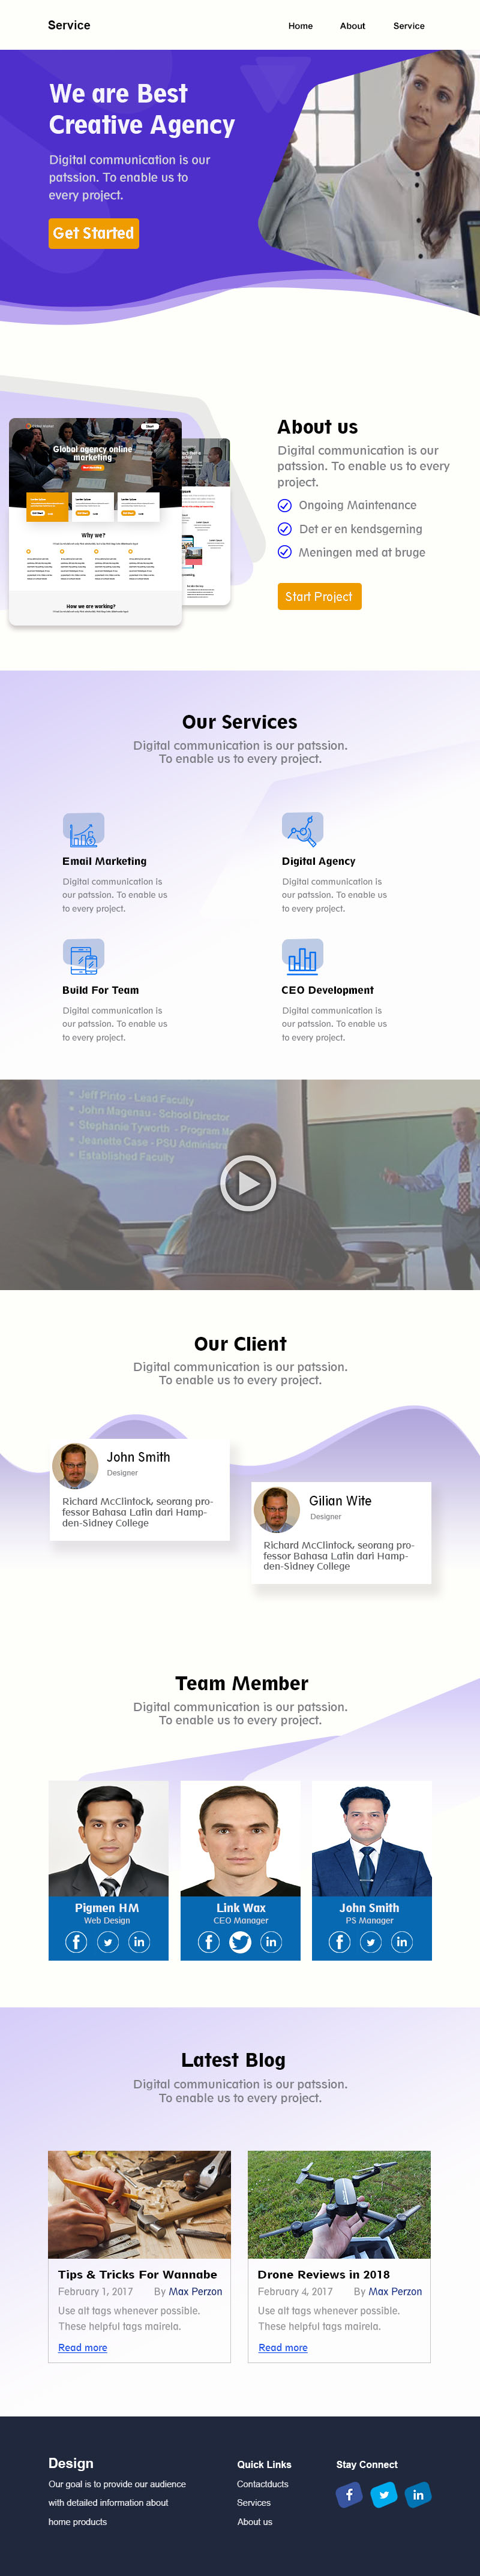 Service
Home
About
Service
We are Best
Creative Agency
Digital communication is our
patssion. To enable us to
every project.
Get Started
Global agency online
marketing
Why we?
How we are working?
About us
Digital communication is our
patssion. To enable us to every
project.
Ongoing Maintenance
Det er en kendsgerning
Meningen med at bruge
Start Project
Our Services
Digital communication is our patssion.
To enable us to every project.
Email Marketing
Digital communication is
our patssion. To enable us
to every project.
Digital Agency
Digital communication is
our patssion. To enable us
to every project.
Build For Team
Digital communication is
our patssion. To enable us
to every project.
CEO Development
Digital communication is
our patssion. To enable us
to every project.
Jeff Pinto - Lead Faculty
John Magenau - School Director
Stephanie Tyworth - Program Ma
Jeanette Case - PSU Administra
Established Faculty
Our Client
Digital communication is our patssion.
To enable us to every project.
John Smith
Designer
Richard McClintock, seorang pro-
fessor Bahasa Latin dari Hamp-
den-Sidney College
Gilian Wite
Designer
Richard McClintock, seorang pro-
fessor Bahasa Latin dari Hamp-
den-Sidney College
Team Member
Digital communication is our patssion.
To enable us to every project.
Pigmen HM
Web Design
Link Wax
CEO Manager
John Smith
PS Manager
Latest Blog
Digital communication is our patssion.
To enable us to every project.
Tips & Tricks For Wannabe
February 1, 2017 By Max Perzon
Use alt tags whenever possible.
These helpful tags mairela.
Read more
Drone Reviews in 2018
February 4, 2017 By Max Perzon
Use alt tags whenever possible.
These helpful tags mairela.
Read more
Design
Our goal is to provide our audience
with detailed information about
home products
Quick Links
Contactducts
Services
About us
Stay Connect